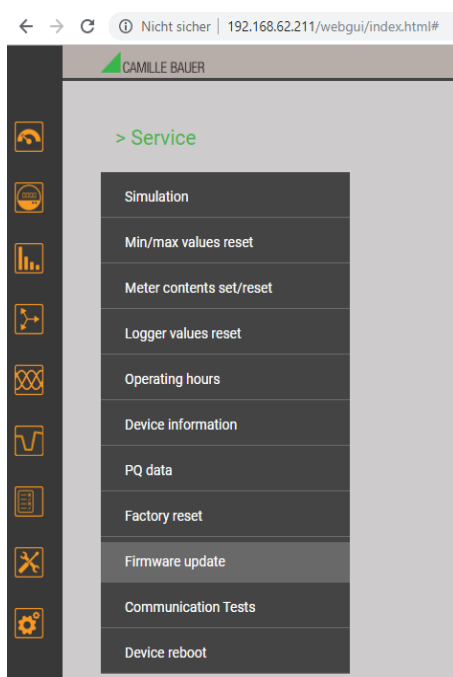 Nicht sicher | 192.168.62.211/webgui/index.html#
CAMILLE BAUER
> Service
Simulation
Min/max values reset
Meter contents set/reset
Logger values reset
Operating hours
Device information
PQ data
Factory reset
Firmware update
Communication Tests
Device reboot